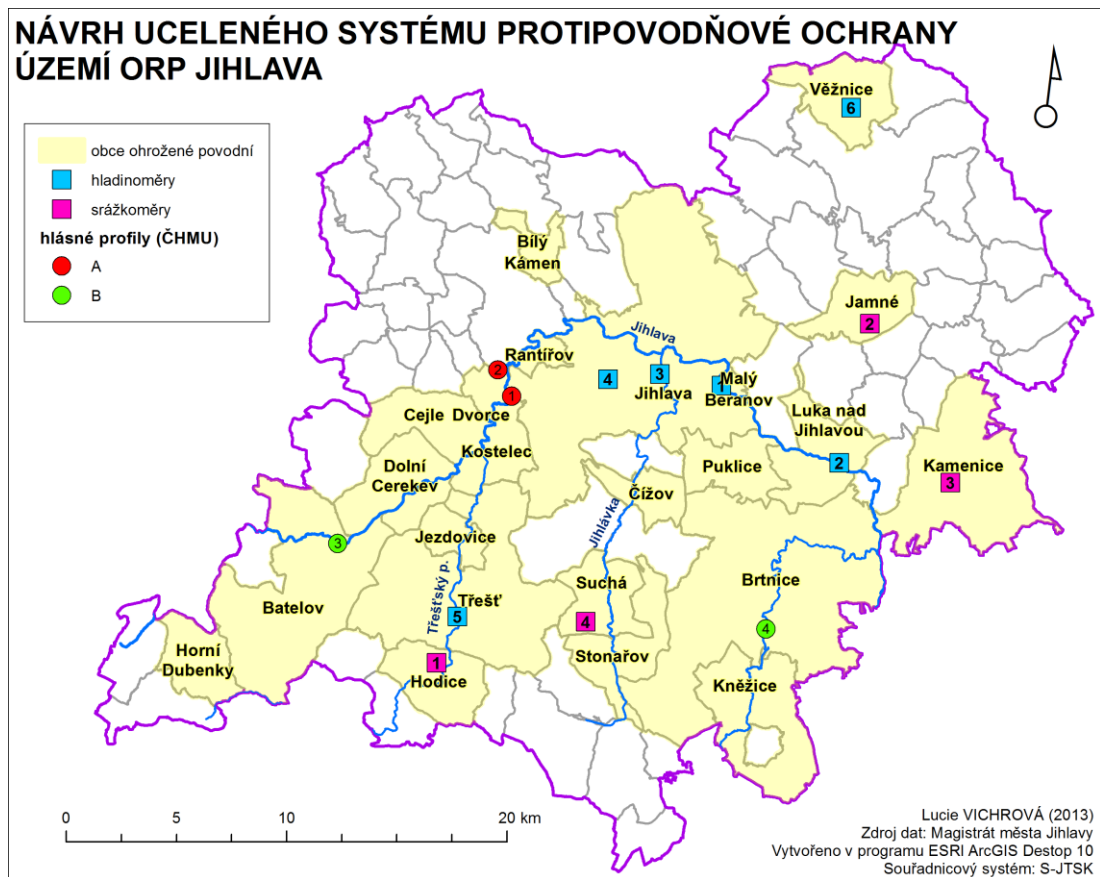 NÁVRH UCELENÉHO SYSTÉMU PROTIPOVODŇOVÉ OCHRANY
ÚZEMÍ ORP JIHLAVA
obce ohrožené povodní
hladinoměry
srážkoměry
hlásné profily (ČHMU)
A
B
Věžnice
6
Bílý
Kámen
Jamné
2
Jihlava
Rantířov
2
1
4
3
Jihlava
1
Malý
Beranov
Cejle
Dvorce
Kostelec
Luka nad
Jihlavou
2
Dolní
Cerekev
Puklice
Kamenice
3
Čížov
Jihlávka
3
Jezdovice
Batelov
Třešťský p.
Třešť
5
Suchá
4
Brtnice
4
Horní
Dubenky
1
Hodice
Stonařov
Kněžice
0
5
10
20 km
Lucie VICHROVÁ (2013)
Zdroj dat: Magistrát města Jihlavy
Vytvořeno v programu ESRI ArcGIS Destop 10
Souřadnicový systém: S-JTSK